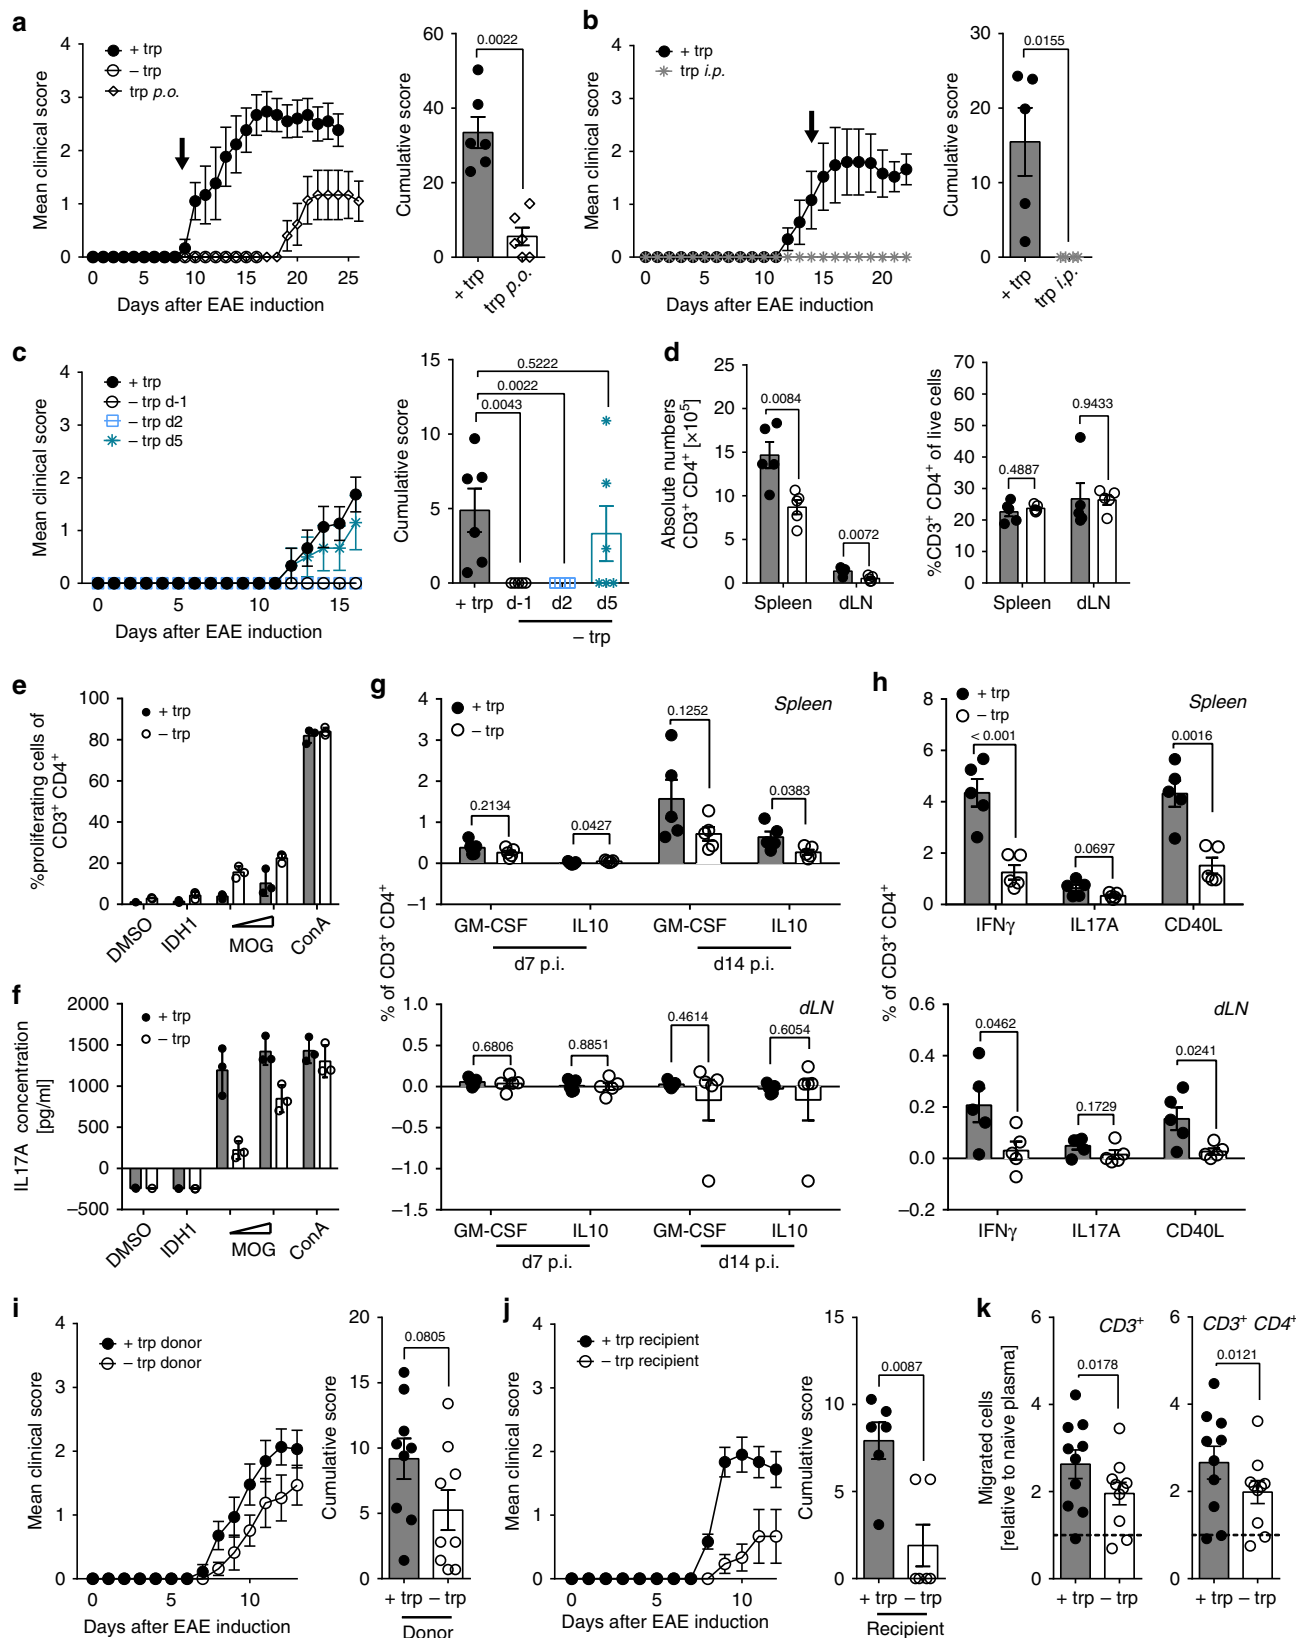 a
+ trp
– trp
trp p.o.
Mean clinical score
4
3
2
1
0
0 5 10 15 20 25
Days after EAE induction
Cumulative score
60
40
20
0
0.0022
+ trp
trp p.o.
b
+ trp
trp i.p.
Mean clinical score
4
3
2
1
0
0 5 10 15 20
Days after EAE induction
Cumulative score
30
20
10
0
0.0155
+ trp
trp i.p.
c
+ trp
– trp d-1
– trp d2
– trp d5
Mean clinical score
4
3
2
1
0
0 5 10 15
Days after EAE induction
Cumulative score
15
10
5
0
0.5222
0.0022
0.0043
+ trp d-1 d2 d5
– trp
d
Absolute numbers
CD3+ CD4+ [×10⁵]
25
20
15
10
5
0
0.0084
0.0072
Spleen dLN
%CD3+ CD4+ of live cells
70
60
50
40
30
20
10
0
0.4887
0.9433
Spleen dLN
e
%proliferating cells of
CD3+ CD4+
100
80
60
40
20
0
+ trp
– trp
DMSO IDH1 MOG ConA
f
IL17A concentration
[pg/ml]
2000
1500
1000
500
0
–500
+ trp
– trp
DMSO IDH1 MOG ConA
g
% of CD3+ CD4+
+ trp
– trp
Spleen
4
3
2
1
0
–1
0.2134
0.0427
0.1252
0.0383
GM-CSF IL10 GM-CSF IL10
d7 p.i. d14 p.i.
dLN
1.0
0.5
0.0
–0.5
–1.0
–1.5
0.6806
0.8851
0.4614
0.6054
GM-CSF IL10 GM-CSF IL10
d7 p.i. d14 p.i.
h
% of CD3+ CD4+
+ trp
– trp
Spleen
8
6
4
2
0
< 0.001
0.0697
0.0016
IFNγ IL17A CD40L
dLN
0.6
0.4
0.2
0.0
–0.2
0.0462
0.1729
0.0241
IFNγ IL17A CD40L
i
+ trp donor
– trp donor
Mean clinical score
4
3
2
1
0
0 5 10
Days after EAE induction
Cumulative score
20
15
10
5
0
0.0805
+ trp – trp
Donor
j
+ trp recipient
– trp recipient
Mean clinical score
4
3
2
1
0
0 5 10
Days after EAE induction
Cumulative score
15
10
5
0
0.0087
+ trp – trp
Recipient
k
Migrated cells
[relative to naive plasma]
CD3+
6
4
2
0
0.0178
+ trp – trp
CD3+ CD4+
6
4
2
0
0.0121
+ trp – trp